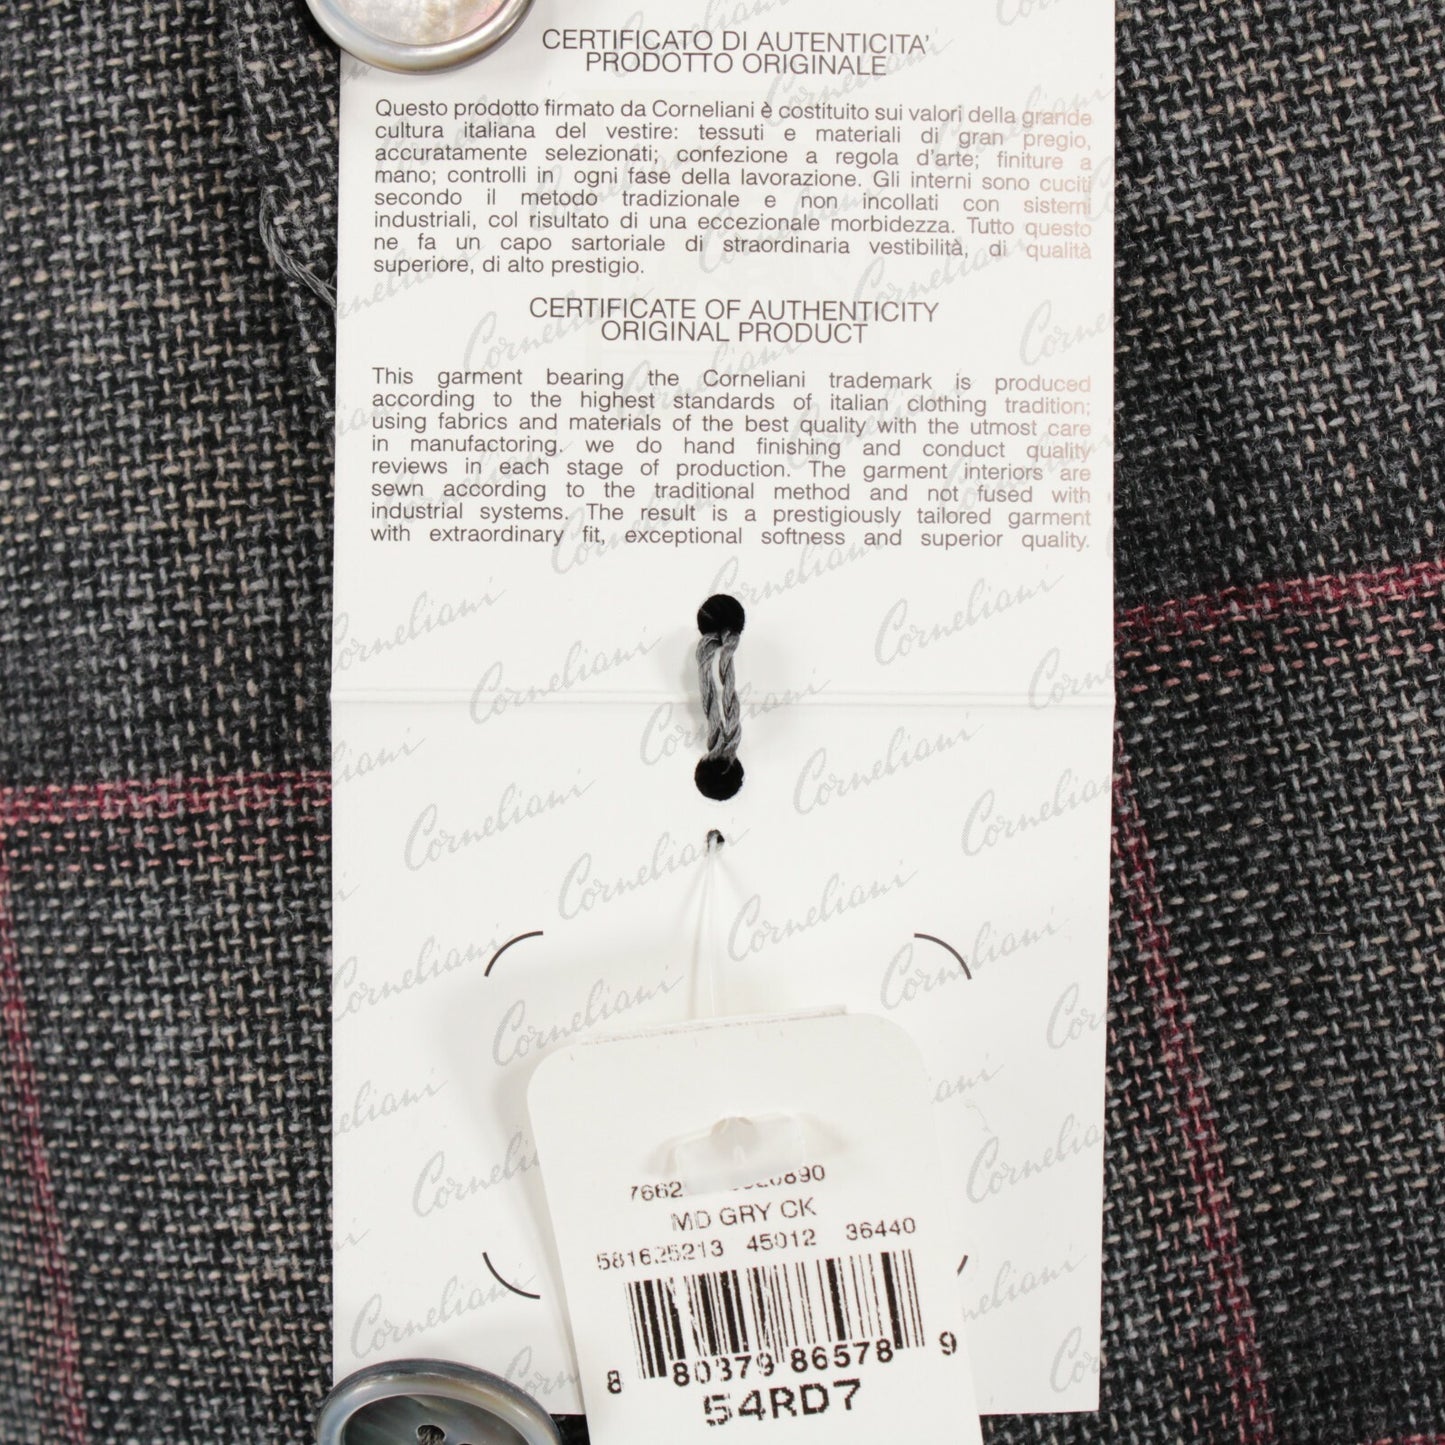 CERTIFICATO DI AUTENTICITA'
PRODOTTO ORIGINALE
Questo prodotto firmato da Corneliani è costituito sui valori della grande
cultura italiana del vestire: tessuti e materiali di gran pregio,
accuratamente selezionati; confezione a regola d'arte; finiture a
mano; controlli in ogni fase della lavorazione. Gli interni sono cuciti
secondo il metodo tradizionale e non incollati con sistemi
industriali, col risultato di una eccezionale morbidezza. Tutto questo
ne fa un capo sartoriale di straordinaria vestibilità, di qualità
superiore, di alto prestigio.
CERTIFICATE OF AUTHENTICITY
ORIGINAL PRODUCT
This garment bearing the Corneliani trademark is produced
according to the highest standards of italian clothing tradition;
using fabrics and materials of the best quality with the utmost care
in manufactoring. we do hand finishing and conduct quality
reviews in each stage of production. The garment interiors are
sewn according to the traditional method and not fused with
industrial systems. The result is a prestigiously tailored garment
with extraordinary fit, exceptional softness and superior quality.
MD GRY CK
581625213 45012 36440
8 80379 86578 9
54RD7